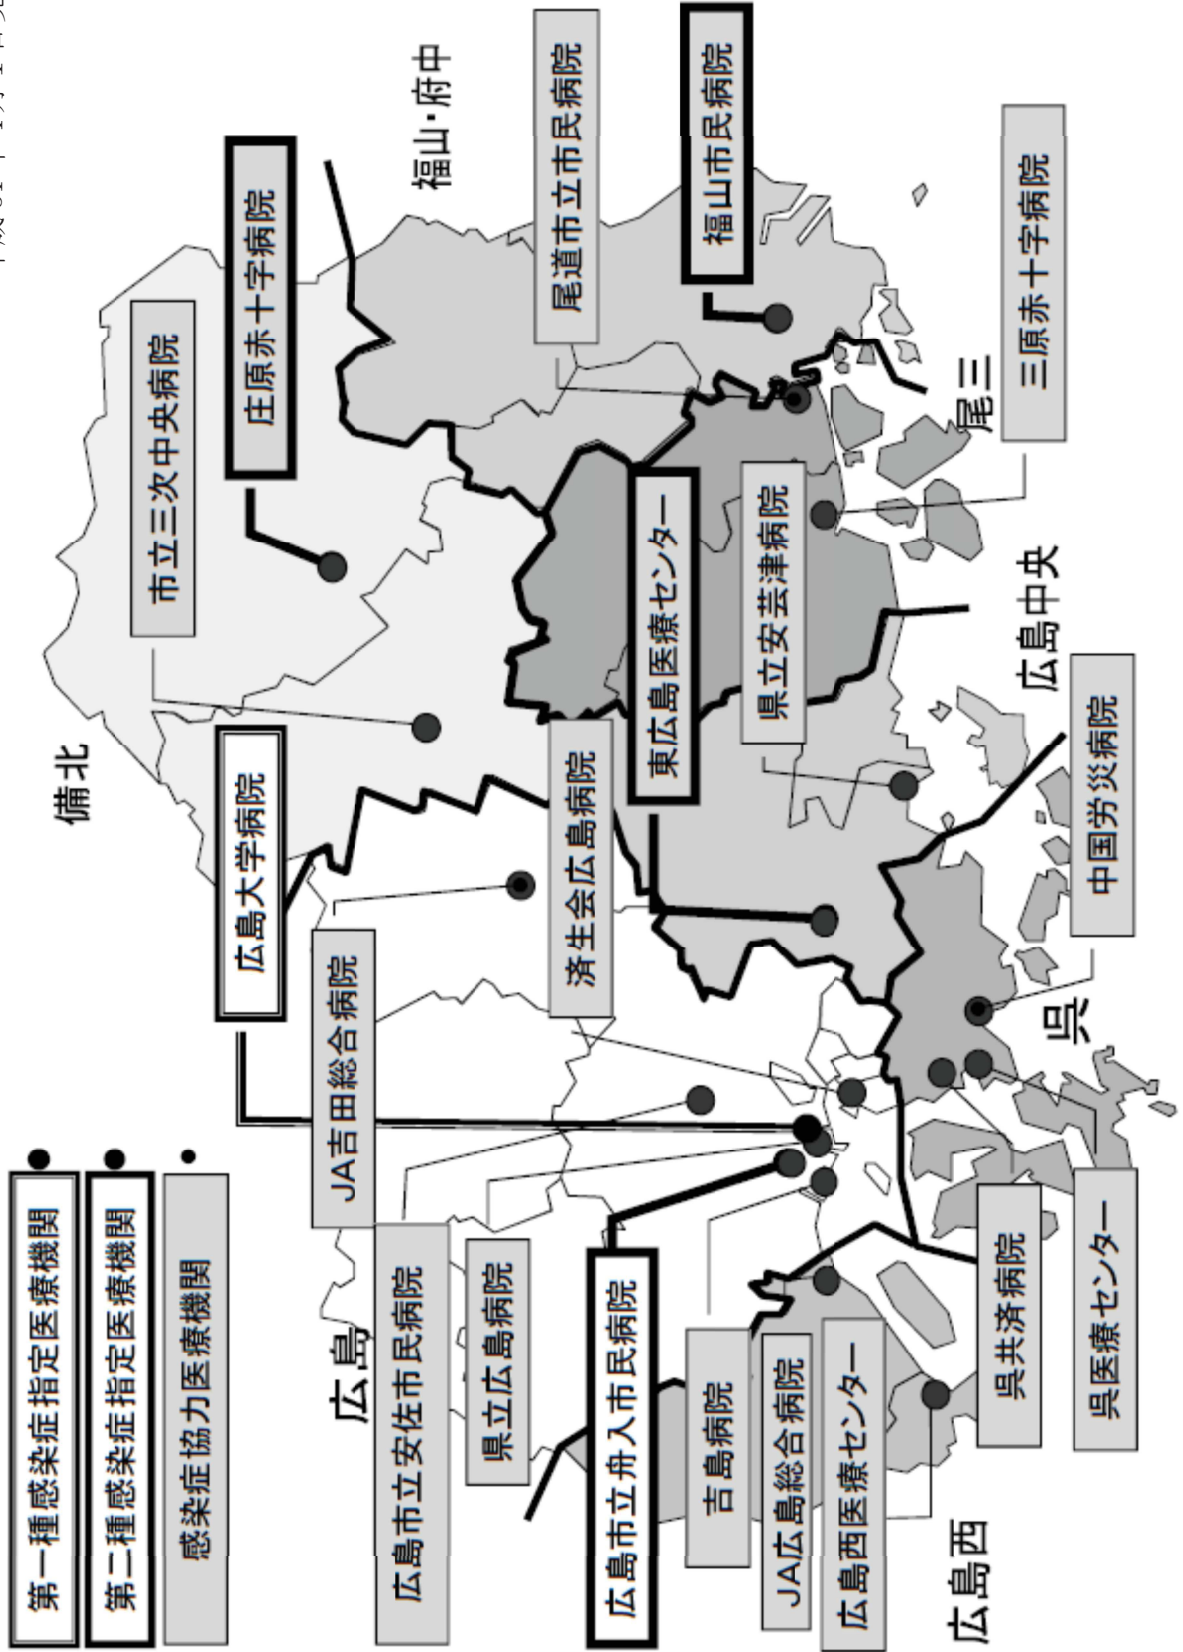 第一種感染症指定医療機関
第二種感染症指定医療機関
感染症協力医療機関
備北
市立三次中央病院
庄原赤十字病院
広島大学病院
福山・府中
尾道市立市民病院
福山市民病院
JA吉田総合病院
済生会広島病院
東広島医療センター
県立安芸津病院
尾三
三原赤十字病院
広島
広島市立安佐市民病院
県立広島病院
広島市立舟入市民病院
吉島病院
JA広島総合病院
広島西医療センター
広島西
広島中央
中国労災病院
呉
呉共済病院
呉医療センター